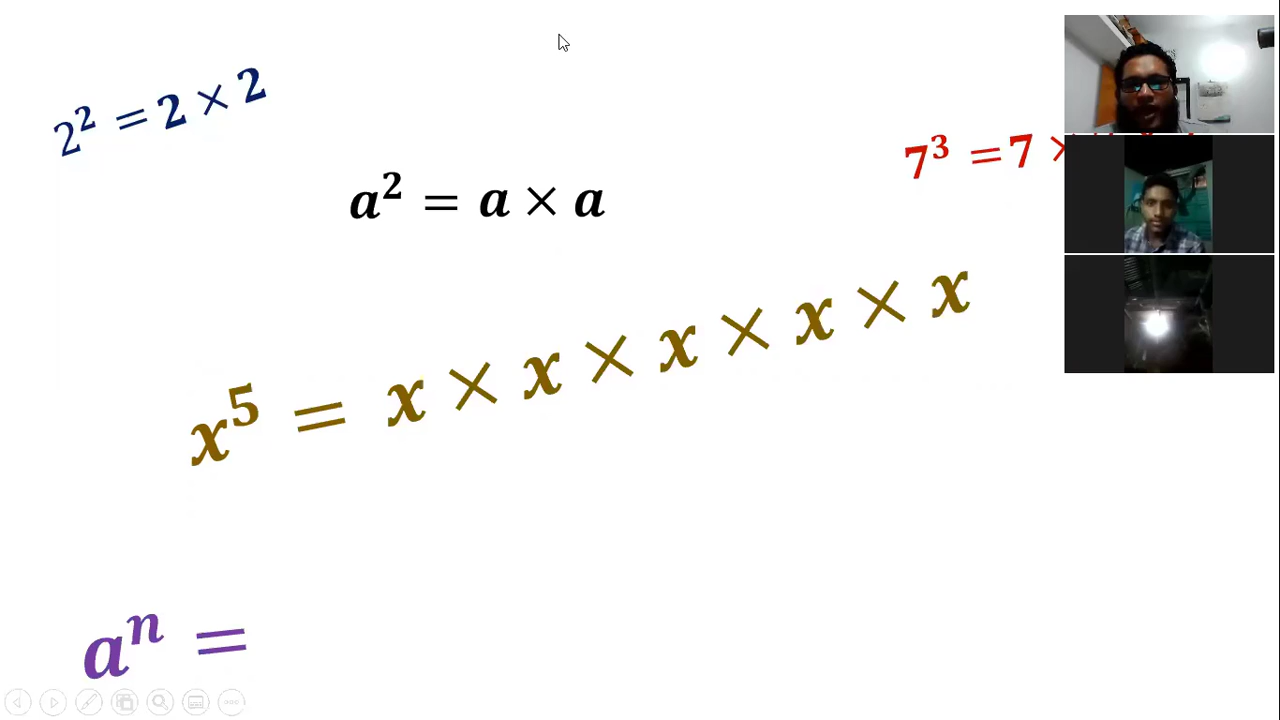 2² = 2 × 2
7³ = 7 ×
a² = a × a
x⁵ = x × x × x × x × x
aⁿ =